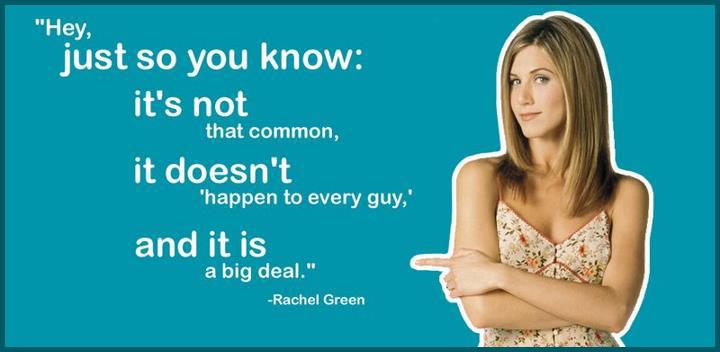 "Hey,
just so you know:
it's not
that common,
it doesn't
'happen to every guy,'
and it is
a big deal."
-Rachel Green